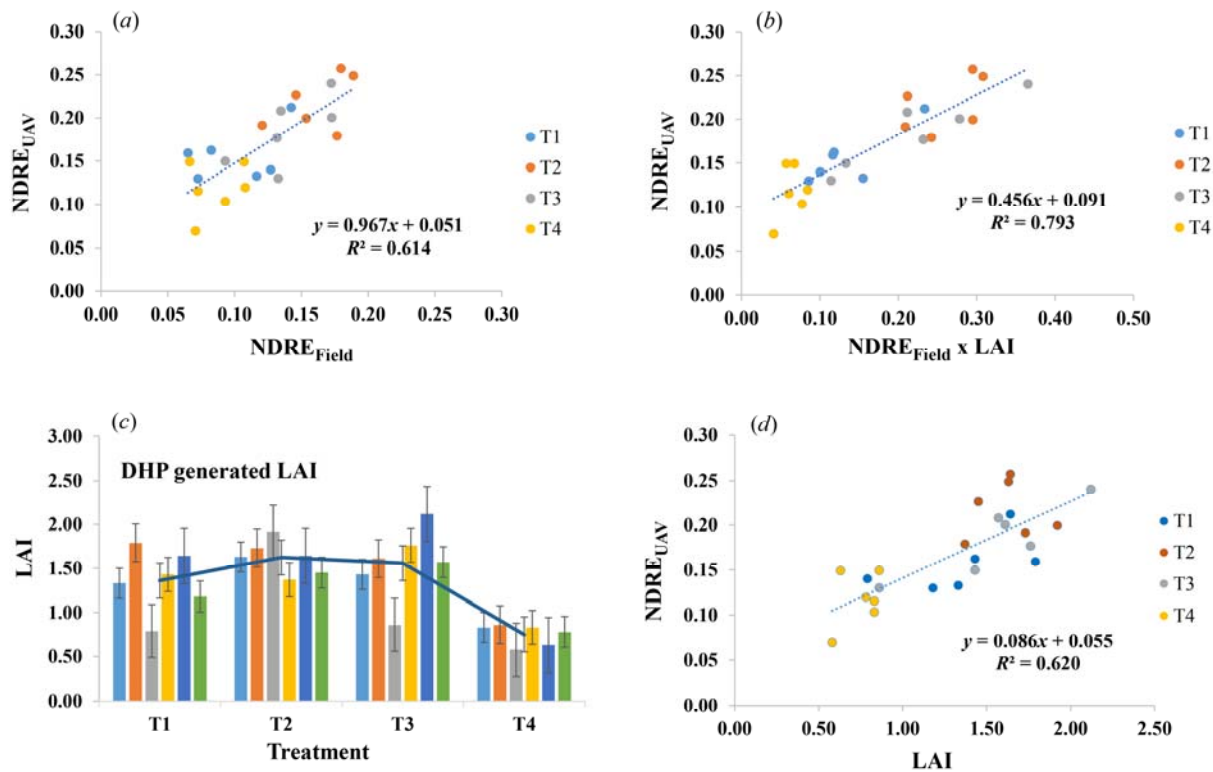 (a)
0.30
0.25
0.20
0.15
0.10
0.05
0.00
NDRE_UAV
T1
T2
T3
T4
y = 0.967x + 0.051
R² = 0.614
0.00 0.05 0.10 0.15 0.20 0.25 0.30
NDRE_Field
(b)
0.30
0.25
0.20
0.15
0.10
0.05
0.00
NDRE_UAV
T1
T2
T3
T4
y = 0.456x + 0.091
R² = 0.793
0.00 0.10 0.20 0.30 0.40 0.50
NDRE_Field x LAI
(c)
3.00
2.50
2.00
1.50
1.00
0.50
0.00
LAI
DHP generated LAI
T1 T2 T3 T4
Treatment
(d)
0.30
0.25
0.20
0.15
0.10
0.05
0.00
NDRE_UAV
T1
T2
T3
T4
y = 0.086x + 0.055
R² = 0.620
0.00 0.50 1.00 1.50 2.00 2.50
LAI